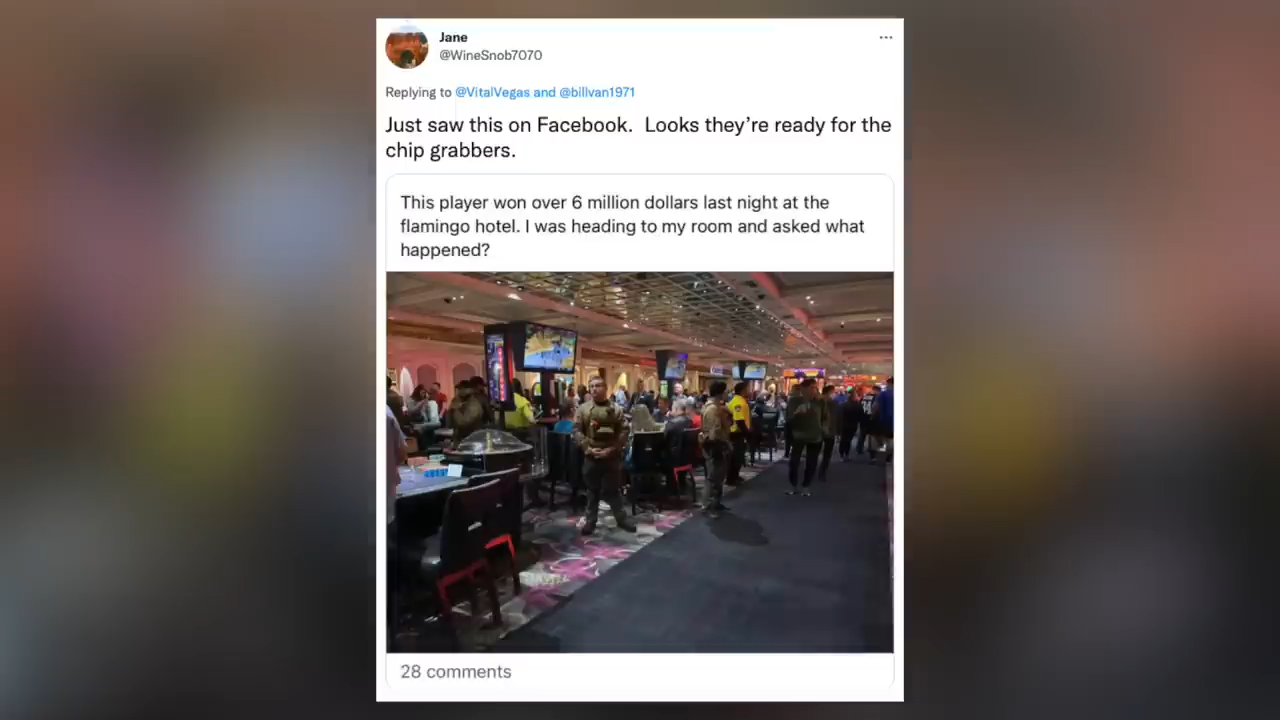 Jane
@WineSnob7070
Replying to @VitalVegas and @billvan1971
Just saw this on Facebook.  Looks they’re ready for the
chip grabbers.
This player won over 6 million dollars last night at the
flamingo hotel. I was heading to my room and asked what
happened?
28 comments